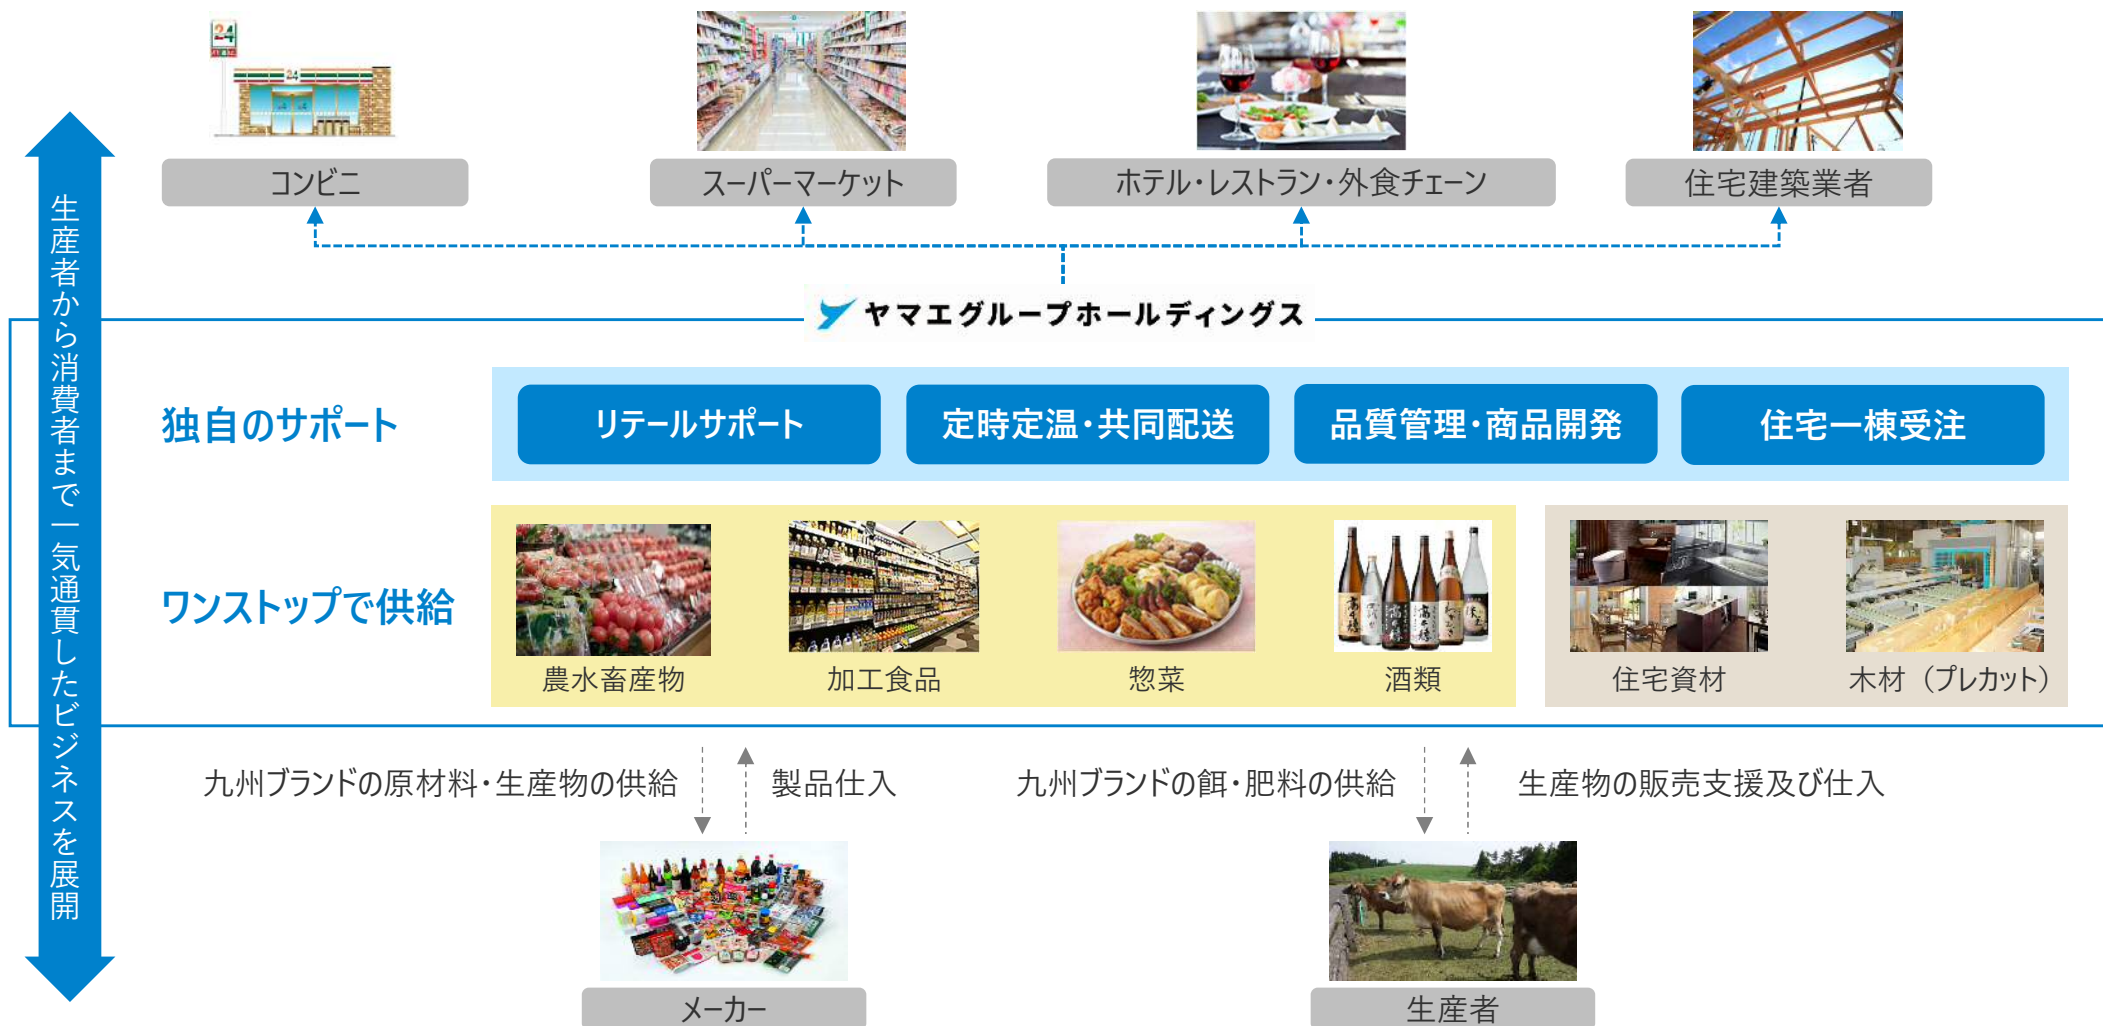 24
24
コンビニ
スーパーマーケット
ホテル・レストラン・外食チェーン
住宅建築業者
生産者から消費者まで一気通貫したビジネスを展開
ヤマエグループホールディングス
独自のサポート
リテールサポート
定時定温・共同配送
品質管理・商品開発
住宅一棟受注
ワンストップで供給
農水畜産物
加工食品
惣菜
酒類
住宅資材
木材（プレカット）
九州ブランドの原材料・生産物の供給
製品仕入
九州ブランドの餌・肥料の供給
生産物の販売支援及び仕入
メーカー
生産者